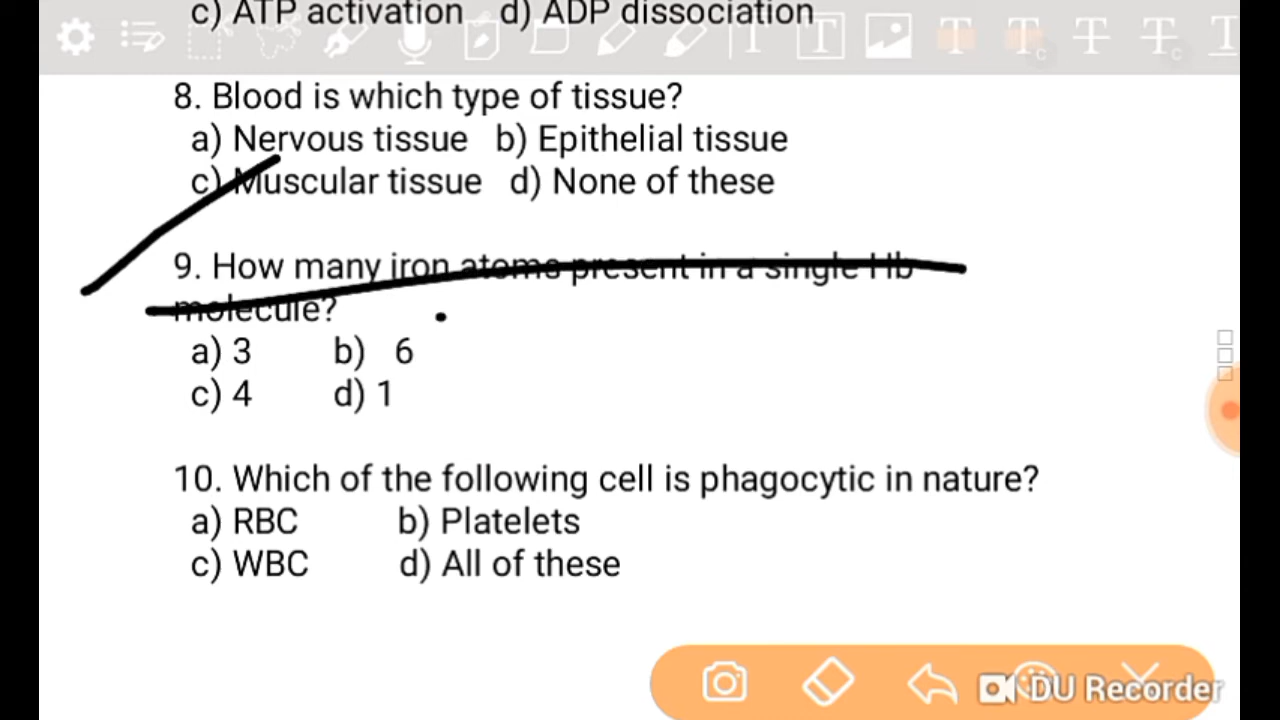 c) ATP activation d) ADP dissociation
8. Blood is which type of tissue?
a) Nervous tissue b) Epithelial tissue
c) Muscular tissue d) None of these
9. How many iron atoms present in a single Hb
molecule?
a) 3 b) 6
c) 4 d) 1
10. Which of the following cell is phagocytic in nature?
a) RBC b) Platelets
c) WBC d) All of these
DU Recorder